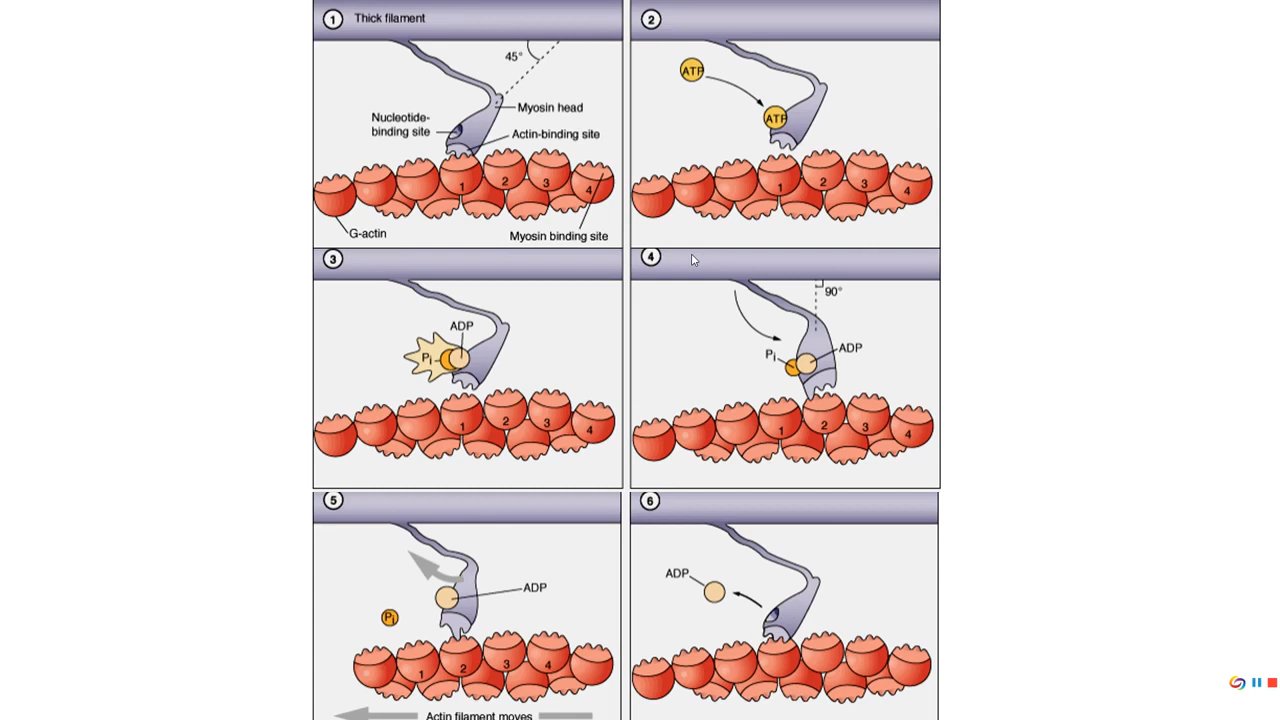 1 Thick filament
45°
Myosin head
Nucleotide-
binding site
Actin-binding site
1 2 3 4
G-actin
Myosin binding site
2
ATP
ATP
1 2 3 4
3
ADP
Pi
1 2 3 4
4
90°
Pi
ADP
1 2 3 4
5
ADP
Pi
1 2 3 4
Actin filament moves
6
ADP